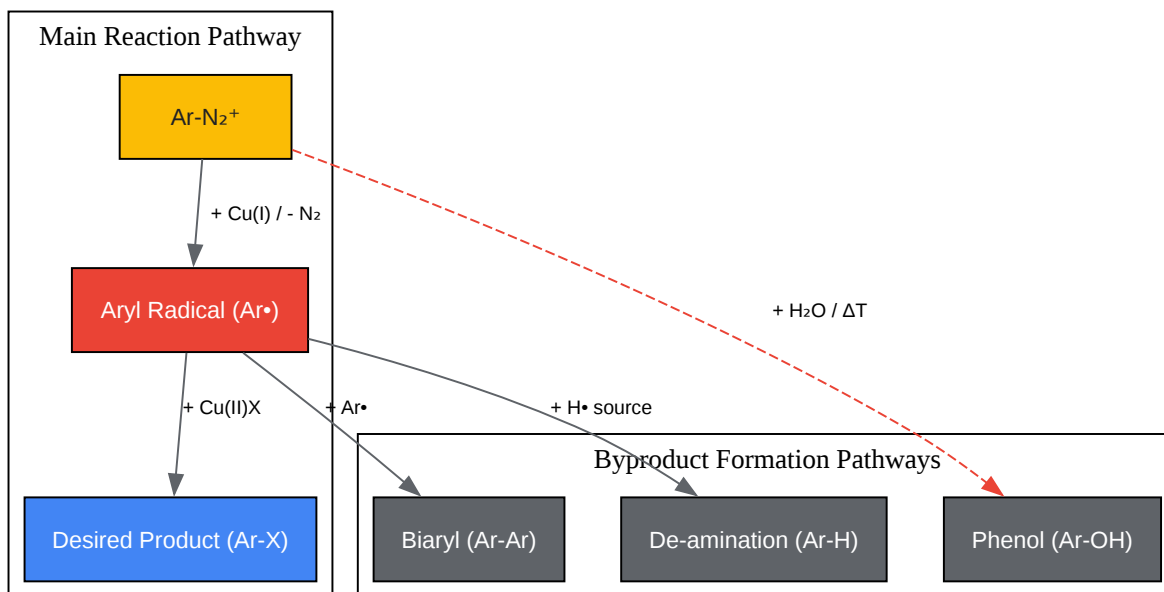 Main Reaction Pathway
Ar-N₂⁺
+ Cu(I) / - N₂
Aryl Radical (Ar•)
+ H₂O / ΔT
+ Cu(II)X
+ Ar•
+ H• source
Byproduct Formation Pathways
Desired Product (Ar-X)
Biaryl (Ar-Ar)
De-amination (Ar-H)
Phenol (Ar-OH)